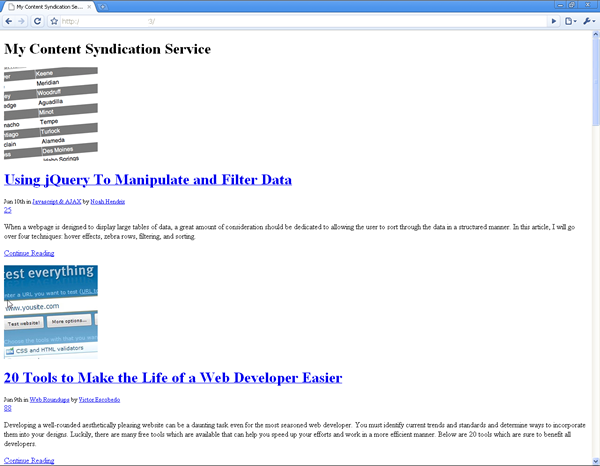 My Content Syndication Se...
http:// 3/
My Content Syndication Service
Keene
Meridian
Woodruff
Aguadilla
Minot
Tempe
Turlock
Alameda
Des Moines
Idaho Springs
Using jQuery To Manipulate and Filter Data
Jun 10th in Javascript & AJAX by Noah Hendrix
25
When a webpage is designed to display large tables of data, a great amount of consideration should be dedicated to allowing the user to sort through the data in a structured manner. In this article, I will go
over four techniques: hover effects, zebra rows, filtering, and sorting.
Continue Reading
test everything
enter a URL you want to test (URL to
www.yousite.com
Test website! More options...
Choose the tools with that you wan
CSS and HTML validators
20 Tools to Make the Life of a Web Developer Easier
Jun 9th in Web Roundups by Victor Escobedo
88
Developing a well-rounded aesthetically pleasing website can be a daunting task even for the most seasoned web developer. You must identify current trends and standards and determine ways to incorporate
them into your designs. Luckily, there are many free tools which are available that can help you speed up your efforts and work in a more efficient manner. Below are 20 tools which are sure to benefit all
developers.
Continue Reading